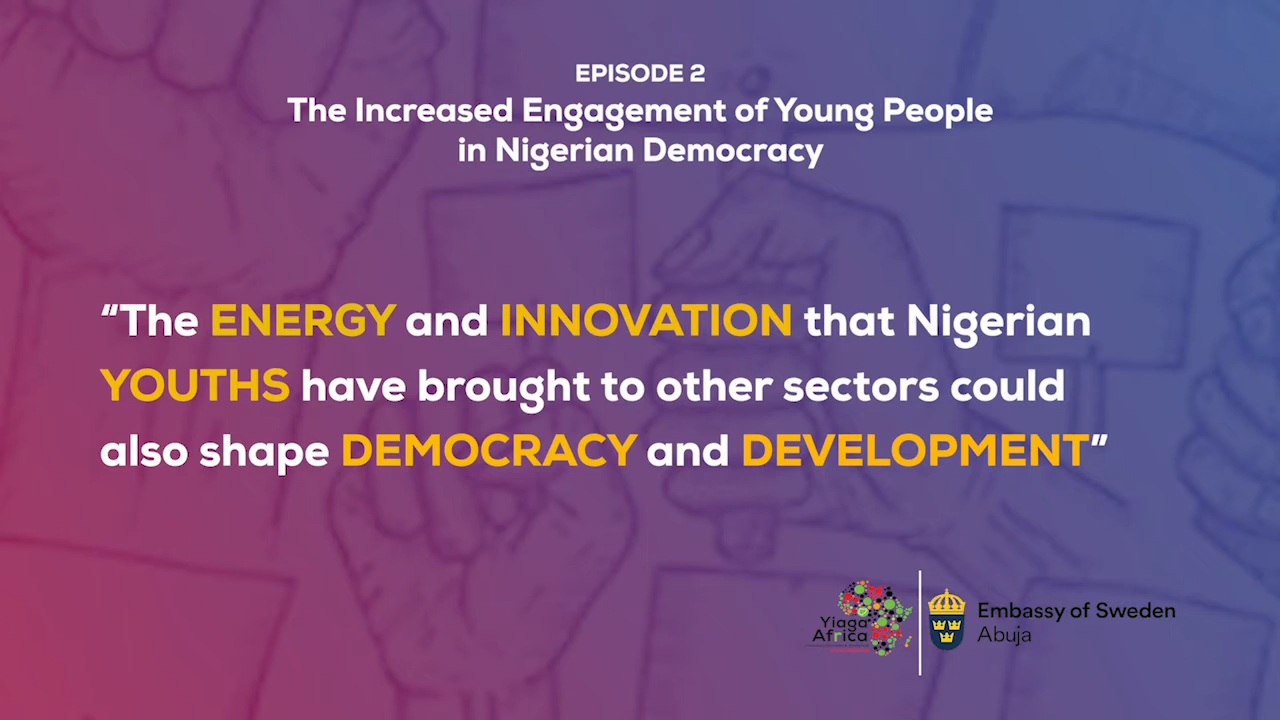 EPISODE 2
The Increased Engagement of Young People
in Nigerian Democracy
“The ENERGY and INNOVATION that Nigerian
YOUTHS have brought to other sectors could
also shape DEMOCRACY and DEVELOPMENT”
Yiaga
Africa
Embassy of Sweden
Abuja